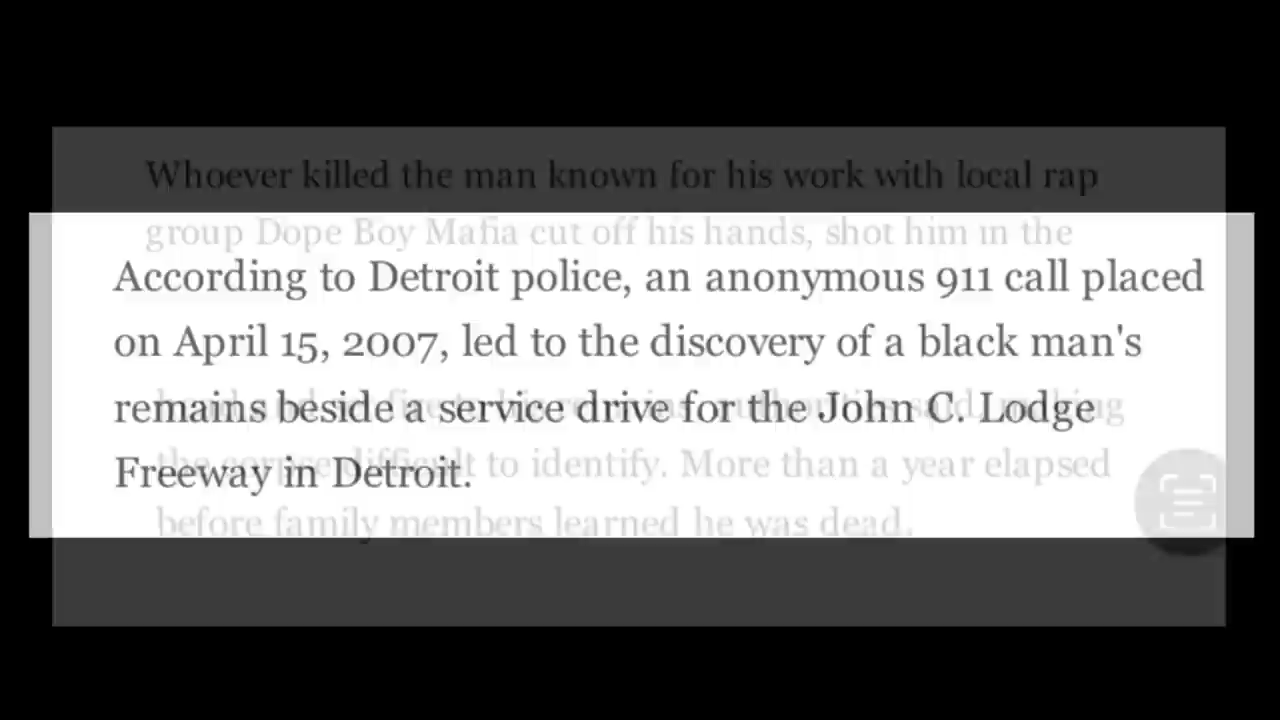 Whoever killed the man known for his work with local rap
group Dope Boy Mafia cut off his hands, shot him in the
According to Detroit police, an anonymous 911 call placed
on April 15, 2007, led to the discovery of a black man's
remains beside a service drive for the John C. Lodge
Freeway in Detroit.
to identify. More than a year elapsed
before family members learned he was dead.